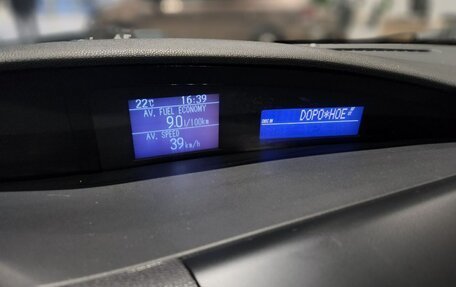 22℃ 16:39
AV. FUEL ECONOMY
9.0 l/100km
AV. SPEED
39 km/h
DOPO*HOE